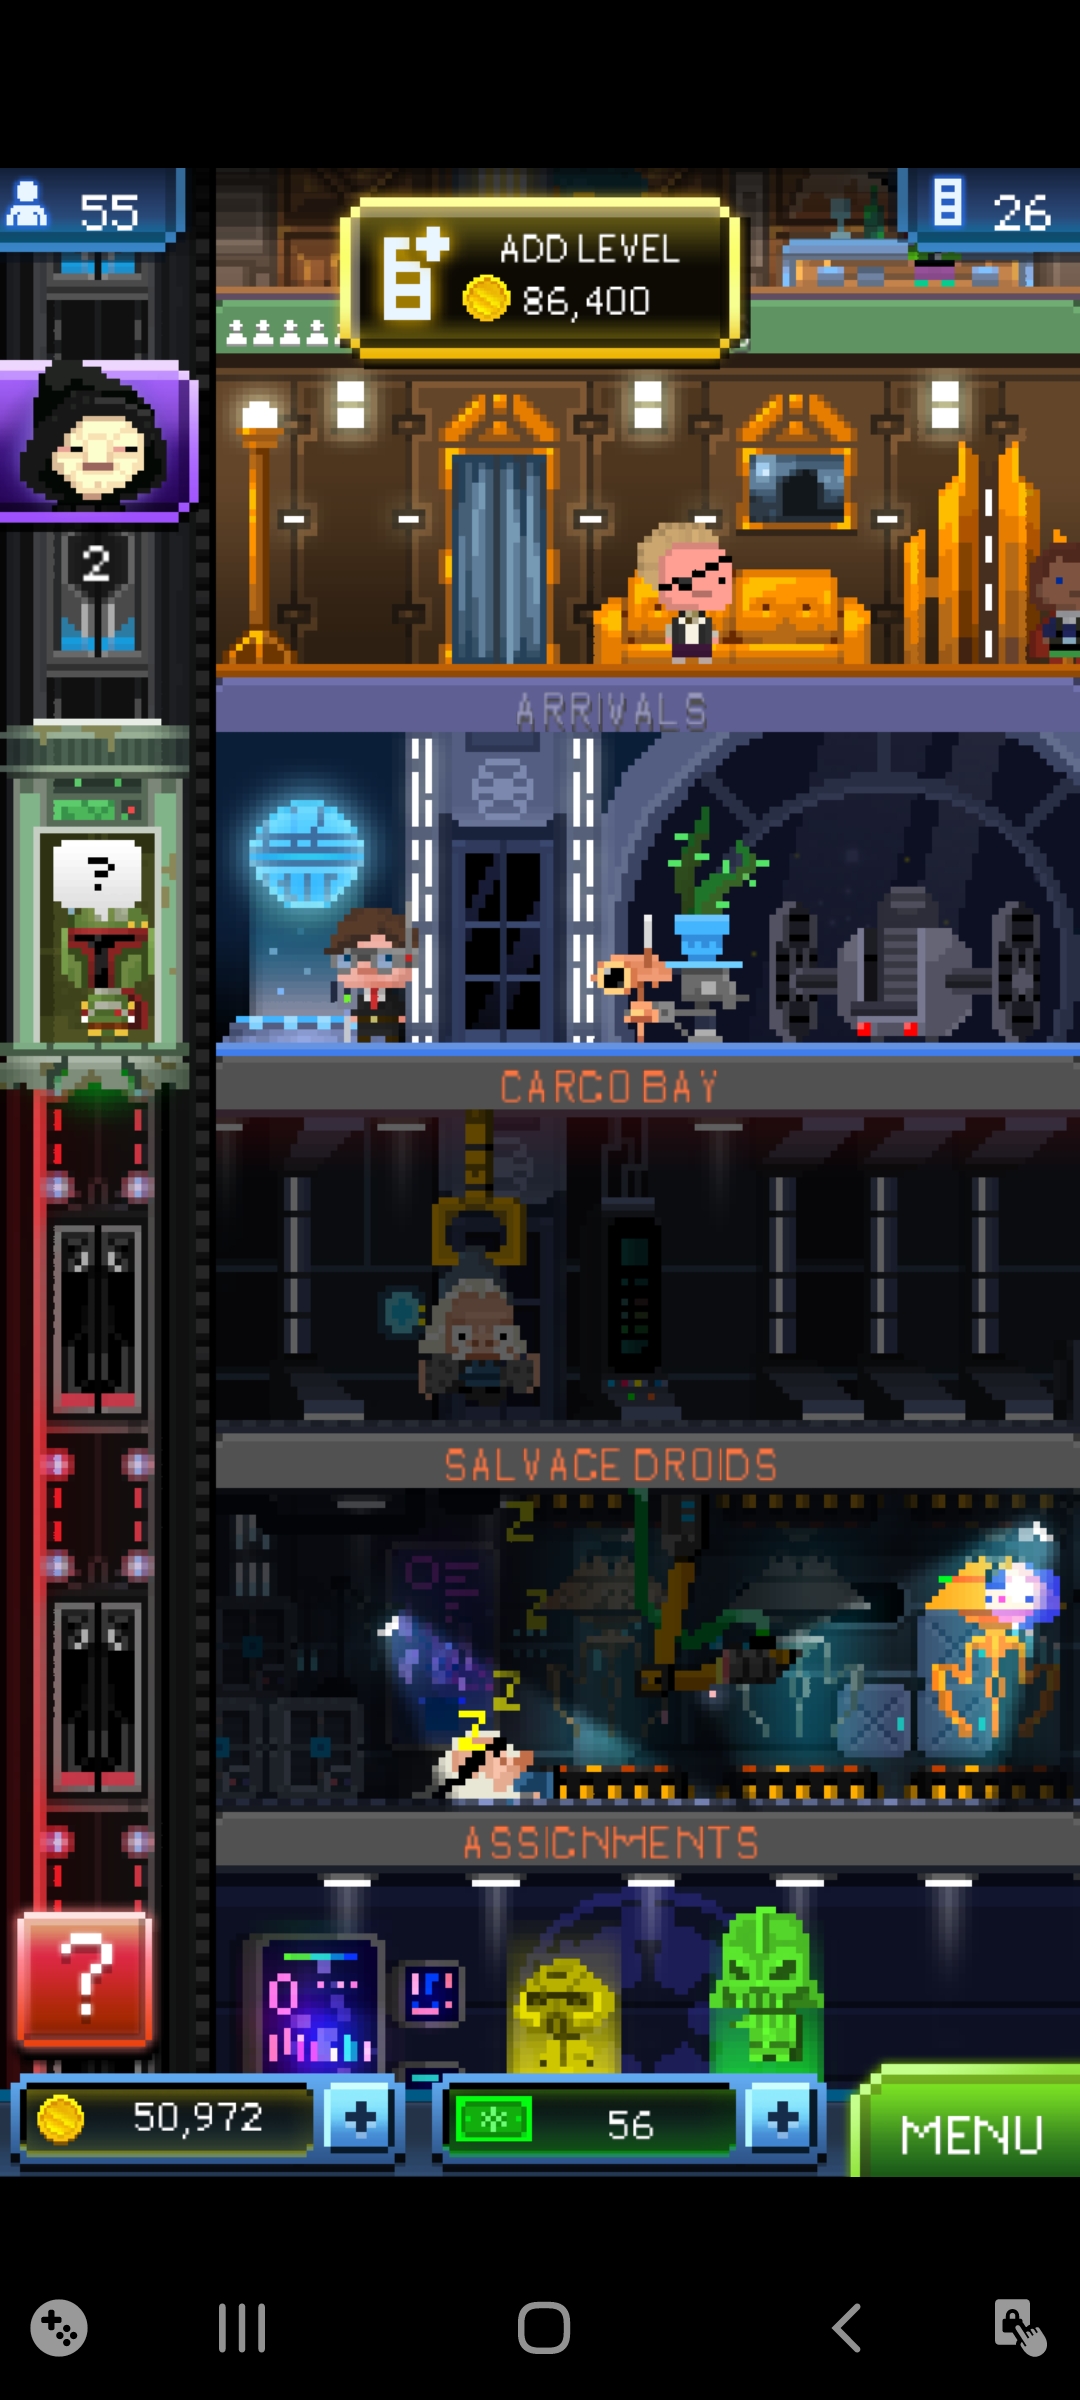 55
26
ADD LEVEL
86,400
2
ARRIVALS
?
CARGO BAY
SALVAGE DROIDS
Z
Z
Z
Z
ASSIGNMENTS
?
50,972
56
MENU